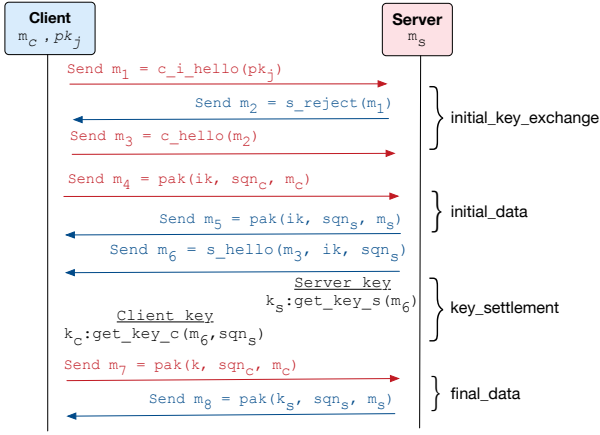 Client
m_c , pk_j
Server
m_s
Send m_1 = c_i_hello(pk_j)
Send m_2 = s_reject(m_1)
initial_key_exchange
Send m_3 = c_hello(m_2)
Send m_4 = pak(ik, sqn_c, m_c)
initial_data
Send m_5 = pak(ik, sqn_s, m_s)
Send m_6 = s_hello(m_3, ik, sqn_s)
Server key
k_s:get_key_s(m_6)
key_settlement
Client key
k_c:get_key_c(m_6,sqn_s)
Send m_7 = pak(k, sqn_c, m_c)
final_data
Send m_8 = pak(k_s, sqn_s, m_s)